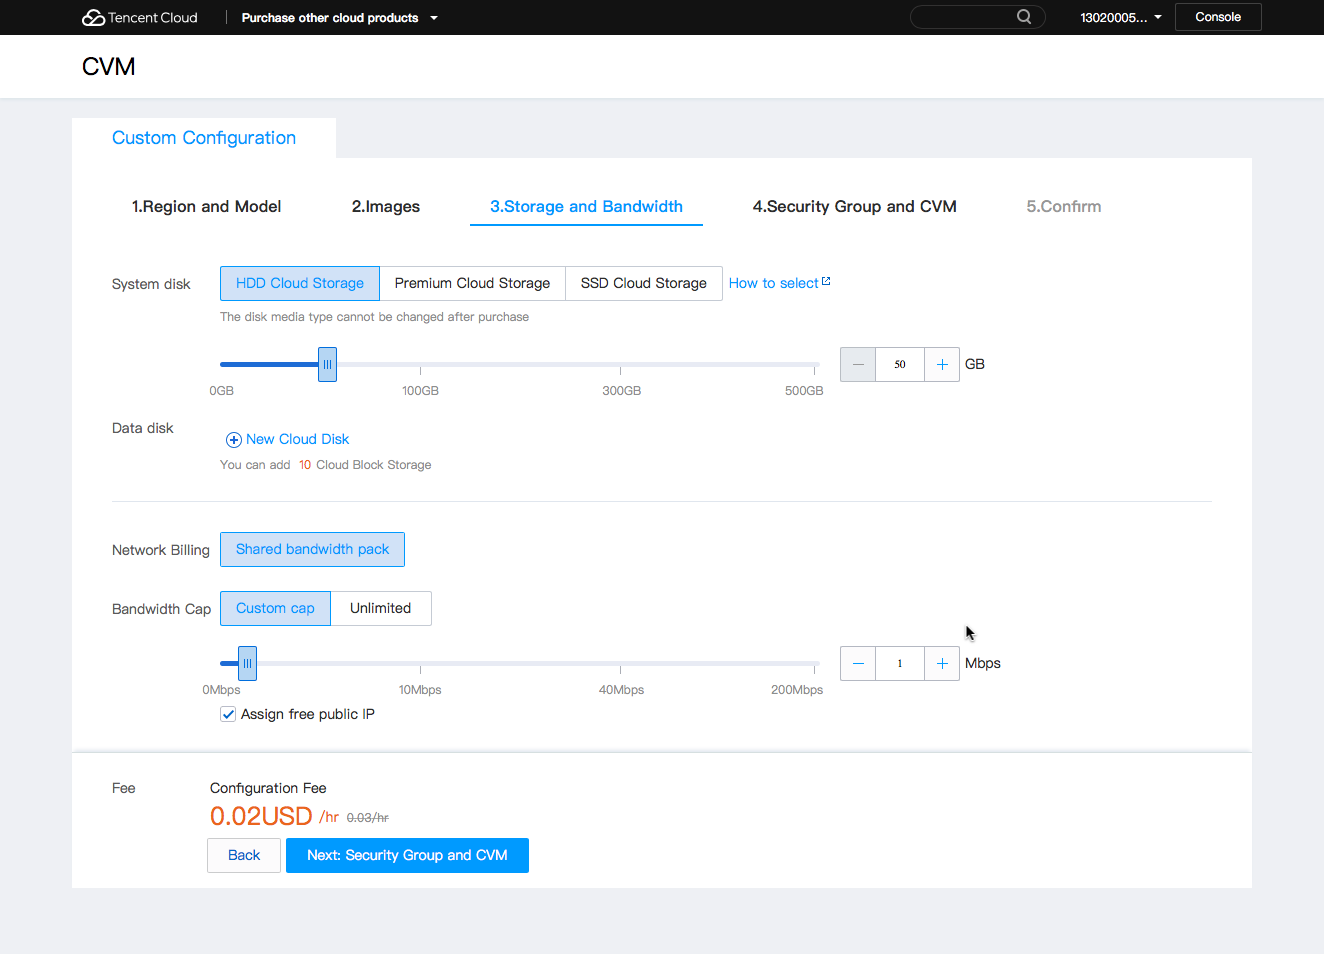 Tencent Cloud Purchase other cloud products 13020005... Console
CVM
Custom Configuration
1.Region and Model 2.Images 3.Storage and Bandwidth 4.Security Group and CVM 5.Confirm
System disk HDD Cloud Storage Premium Cloud Storage SSD Cloud Storage How to select
The disk media type cannot be changed after purchase
50 GB
0GB 100GB 300GB 500GB
Data disk
New Cloud Disk
You can add 10 Cloud Block Storage
Network Billing Shared bandwidth pack
Bandwidth Cap Custom cap Unlimited
1 Mbps
0Mbps 10Mbps 40Mbps 200Mbps
Assign free public IP
Fee Configuration Fee
0.02USD /hr 0.03/hr
Back Next: Security Group and CVM